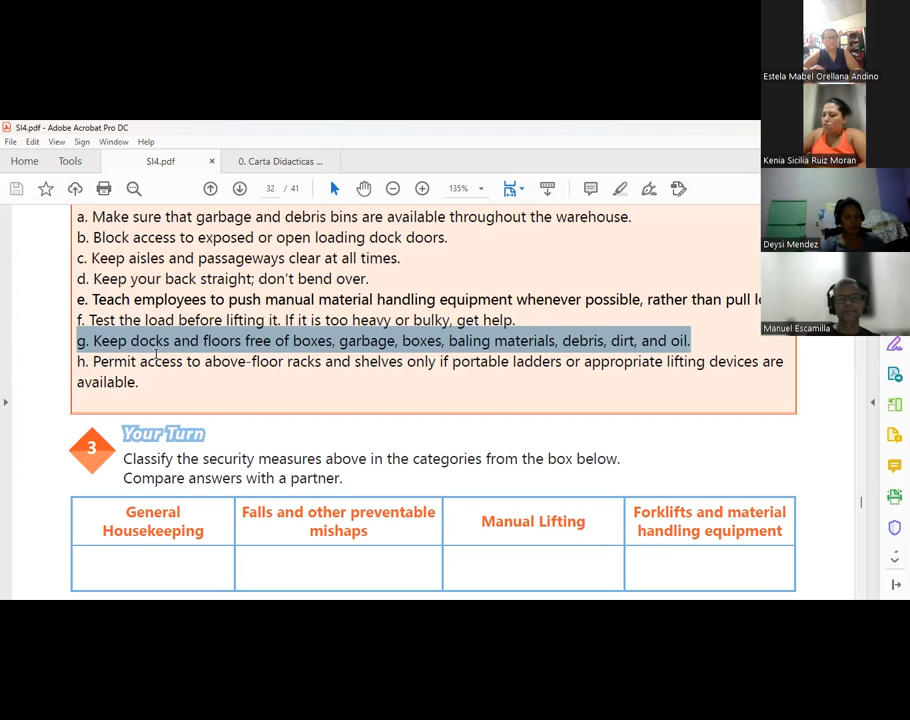 SI4.pdf - Adobe Acrobat Pro DC
File Edit View Sign Window Help
Home Tools SI4.pdf × 0. Carta Didacticas ...
32 / 41 135%
a. Make sure that garbage and debris bins are available throughout the warehouse.
b. Block access to exposed or open loading dock doors.
c. Keep aisles and passageways clear at all times.
d. Keep your back straight; don't bend over.
e. Teach employees to push manual material handling equipment whenever possible, rather than pull
f. Test the load before lifting it. If it is too heavy or bulky, get help.
g. Keep docks and floors free of boxes, garbage, boxes, baling materials, debris, dirt, and oil.
h. Permit access to above-floor racks and shelves only if portable ladders or appropriate lifting devices are
available.
3
Your Turn
Classify the security measures above in the categories from the box below.
Compare answers with a partner.
General
Housekeeping
Falls and other preventable
mishaps
Manual Lifting
Forklifts and material
handling equipment
Estela Mabel Orellana Andino
Kenia Sicilia Ruiz Moran
Deysi Mendez
Manuel Escamilla